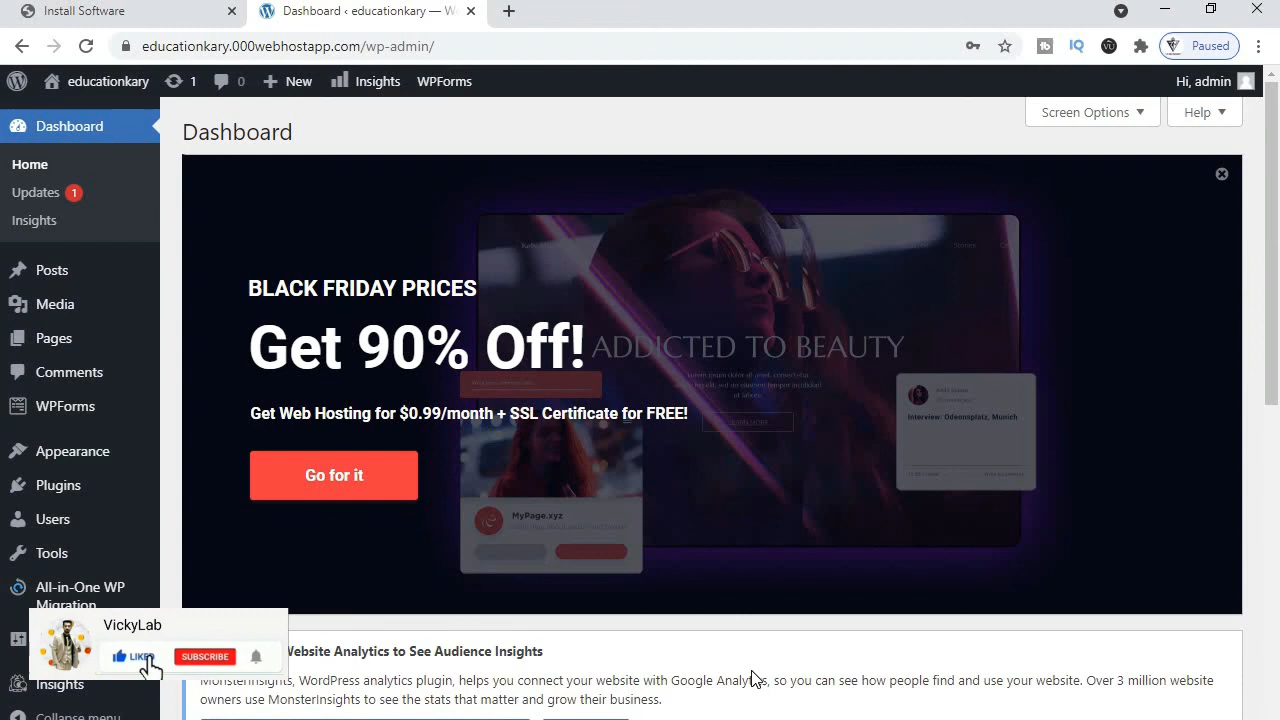 Install Software
Dashboard ‹ educationkary — W
educationkary.000webhostapp.com/wp-admin/
Paused
educationkary
1
0
New
Insights
WPForms
Hi, admin
Dashboard
Home
Updates 1
Insights
Posts
Media
Pages
Comments
WPForms
Appearance
Plugins
Users
Tools
All-in-One WP
Migration
Insights
Collapse menu
Dashboard
Screen Options
Help
BLACK FRIDAY PRICES
Get 90% Off!
ADDICTED TO BEAUTY
Get Web Hosting for $0.99/month + SSL Certificate for FREE!
Go for it
LEARN MORE
Interview: Odeonsplatz, Munich
MyPage.xyz
VickyLab
LIKED
SUBSCRIBE
Website Analytics to See Audience Insights
MonsterInsights, WordPress analytics plugin, helps you connect your website with Google Analytics, so you can see how people find and use your website. Over 3 million website
owners use MonsterInsights to see the stats that matter and grow their business.